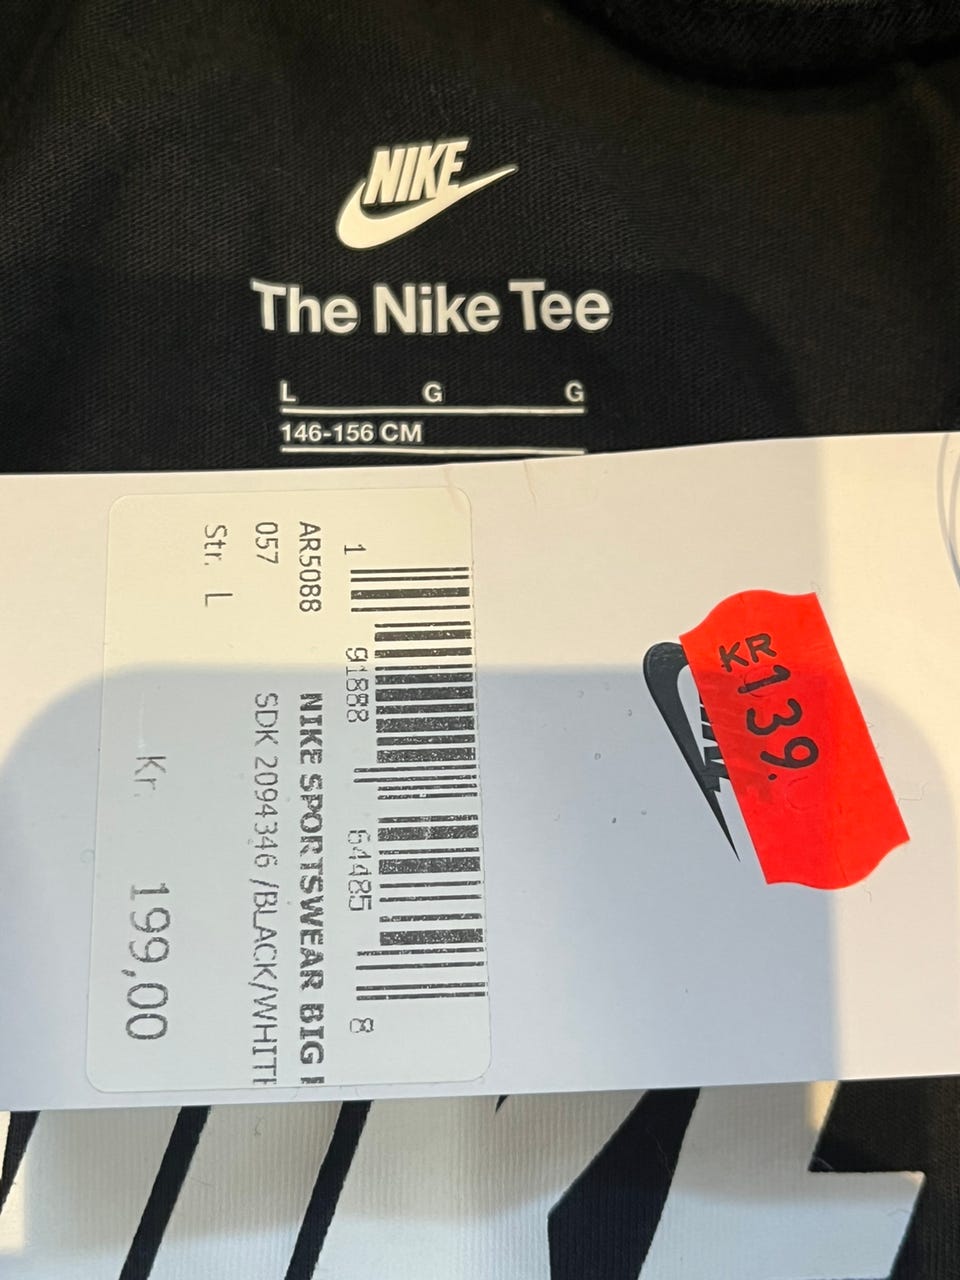 NIKE
The Nike Tee
L G G
146-156 CM
1 91888 64485 8
AR5088 NIKE SPORTSWEAR BIG
057 SDK 2094346 /BLACK/WHIT
Str. L
Kr. 199,00
KR
139.